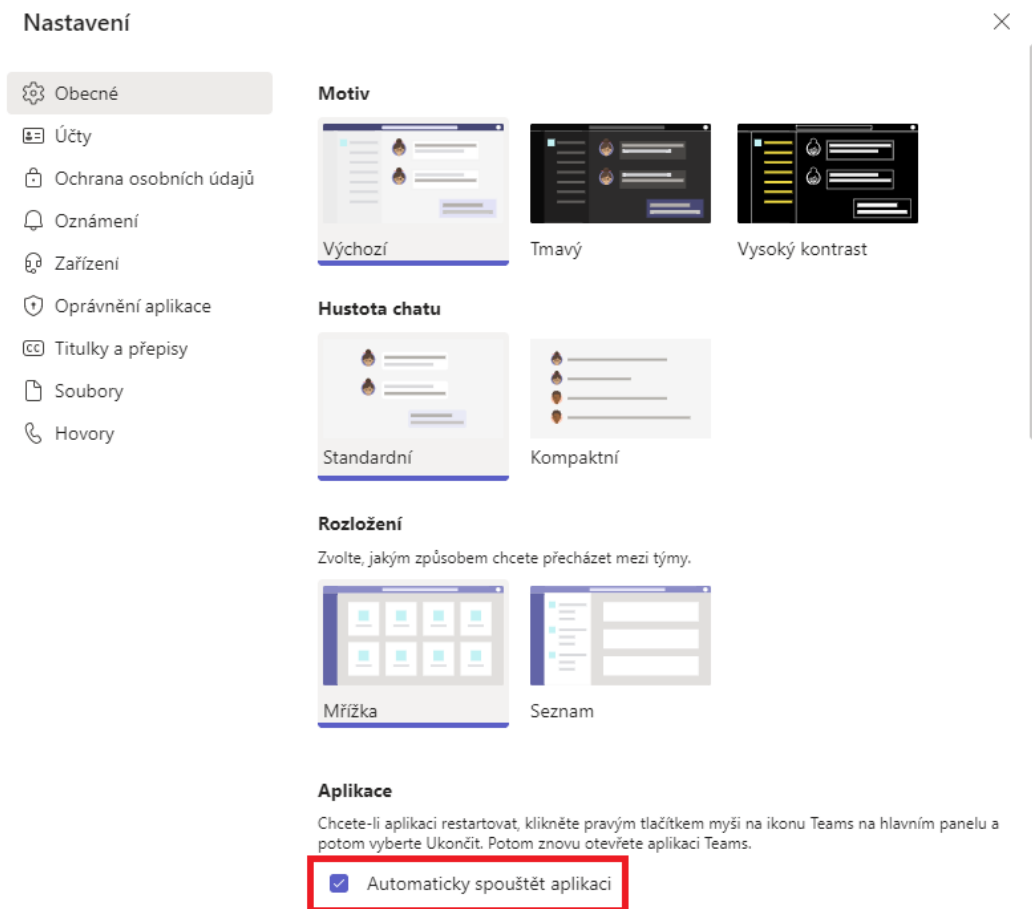 Nastavení
Obecné
Účty
Ochrana osobních údajů
Oznámení
Zařízení
Oprávnění aplikace
CC Titulky a přepisy
Soubory
Hovory
Motiv
Výchozí
Tmavý
Vysoký kontrast
Hustota chatu
Standardní
Kompaktní
Rozložení
Zvolte, jakým způsobem chcete přecházet mezi týmy.
Mřížka
Seznam
Aplikace
Chcete-li aplikaci restartovat, klikněte pravým tlačítkem myši na ikonu Teams na hlavním panelu a
potom vyberte Ukončit. Potom znovu otevřete aplikaci Teams.
Automaticky spouštět aplikaci